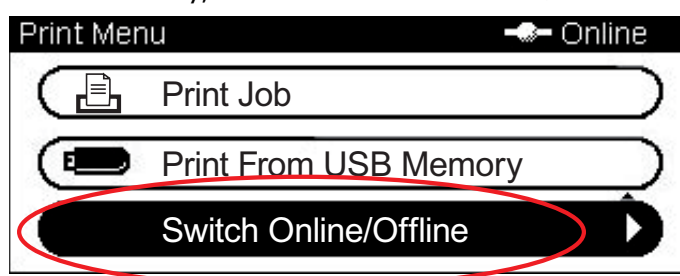 Print Menu Online
Print Job
Print From USB Memory
Switch Online/Offline